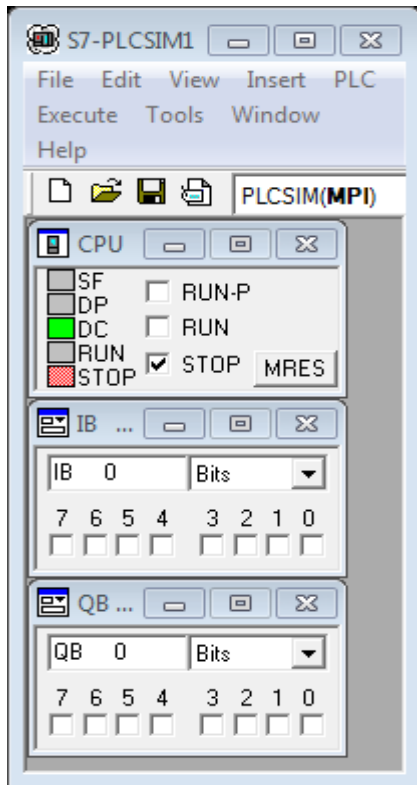 S7-PLCSIM1
File Edit View Insert PLC
Execute Tools Window
Help
PLCSIM(MPI)
CPU
SF
DP
DC
RUN
STOP
RUN-P
RUN
STOP
MRES
IB ...
IB 0 Bits
7 6 5 4 3 2 1 0
QB ...
QB 0 Bits
7 6 5 4 3 2 1 0